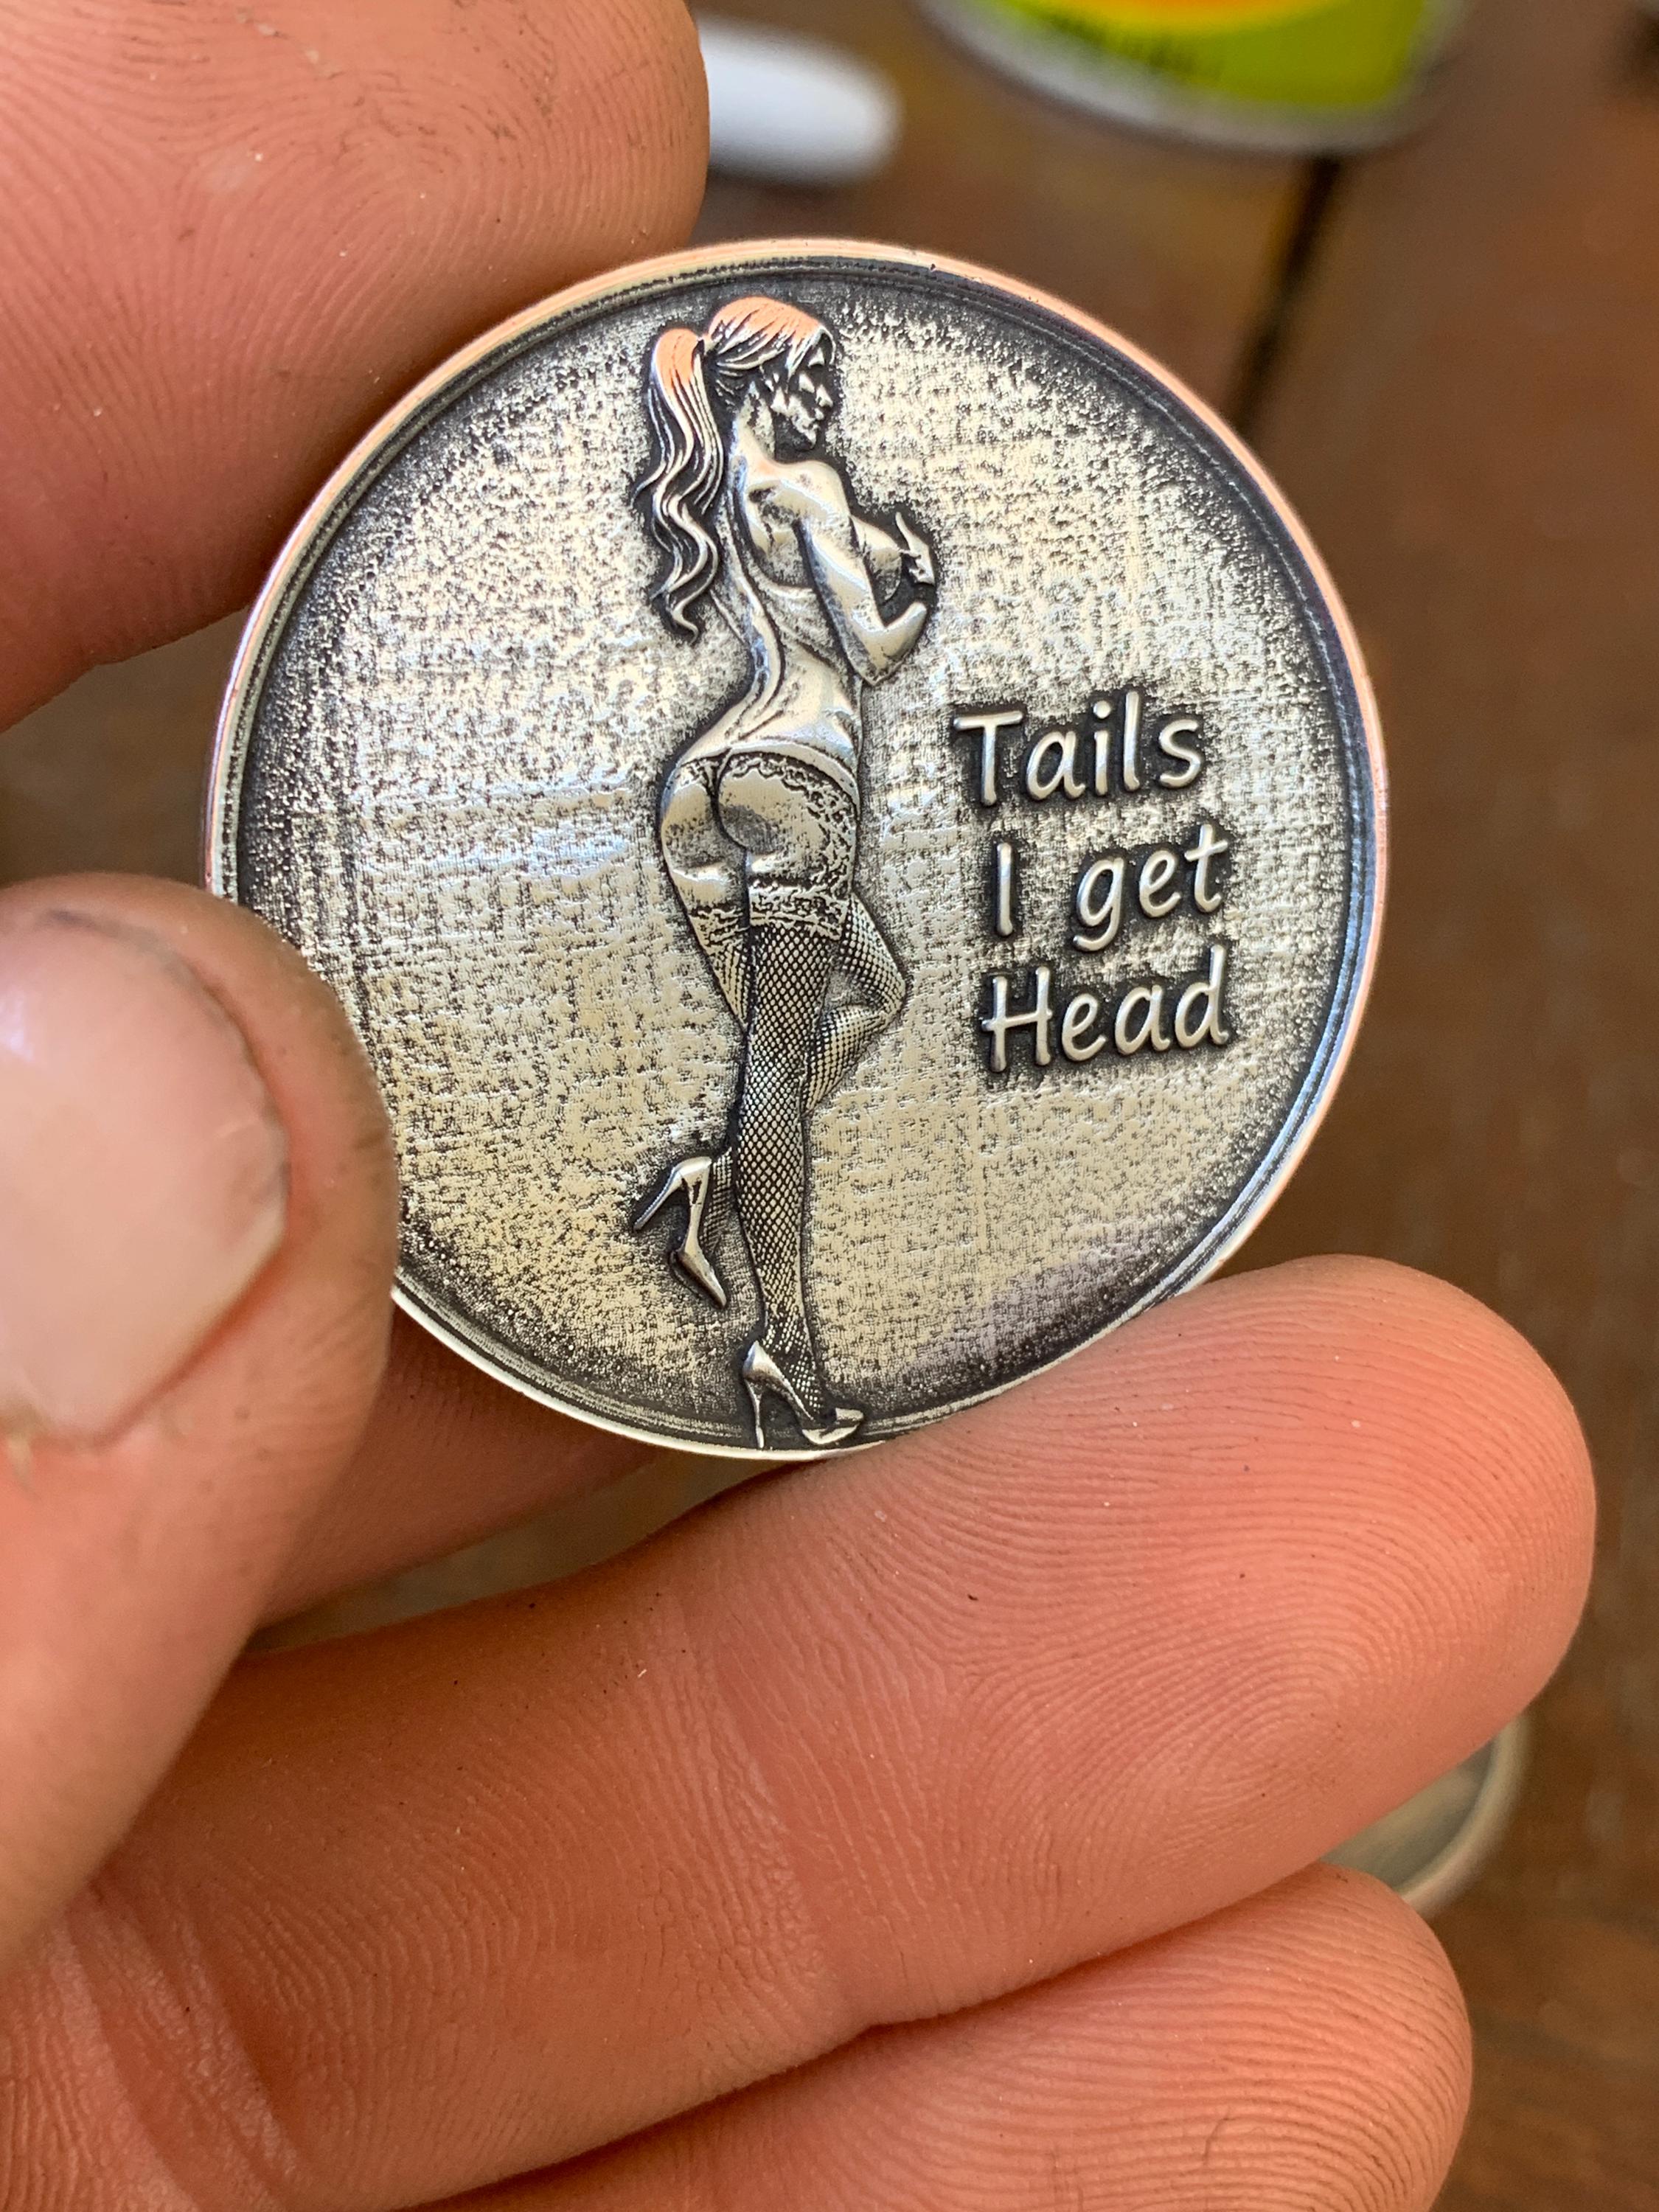 Tails
I get
Head